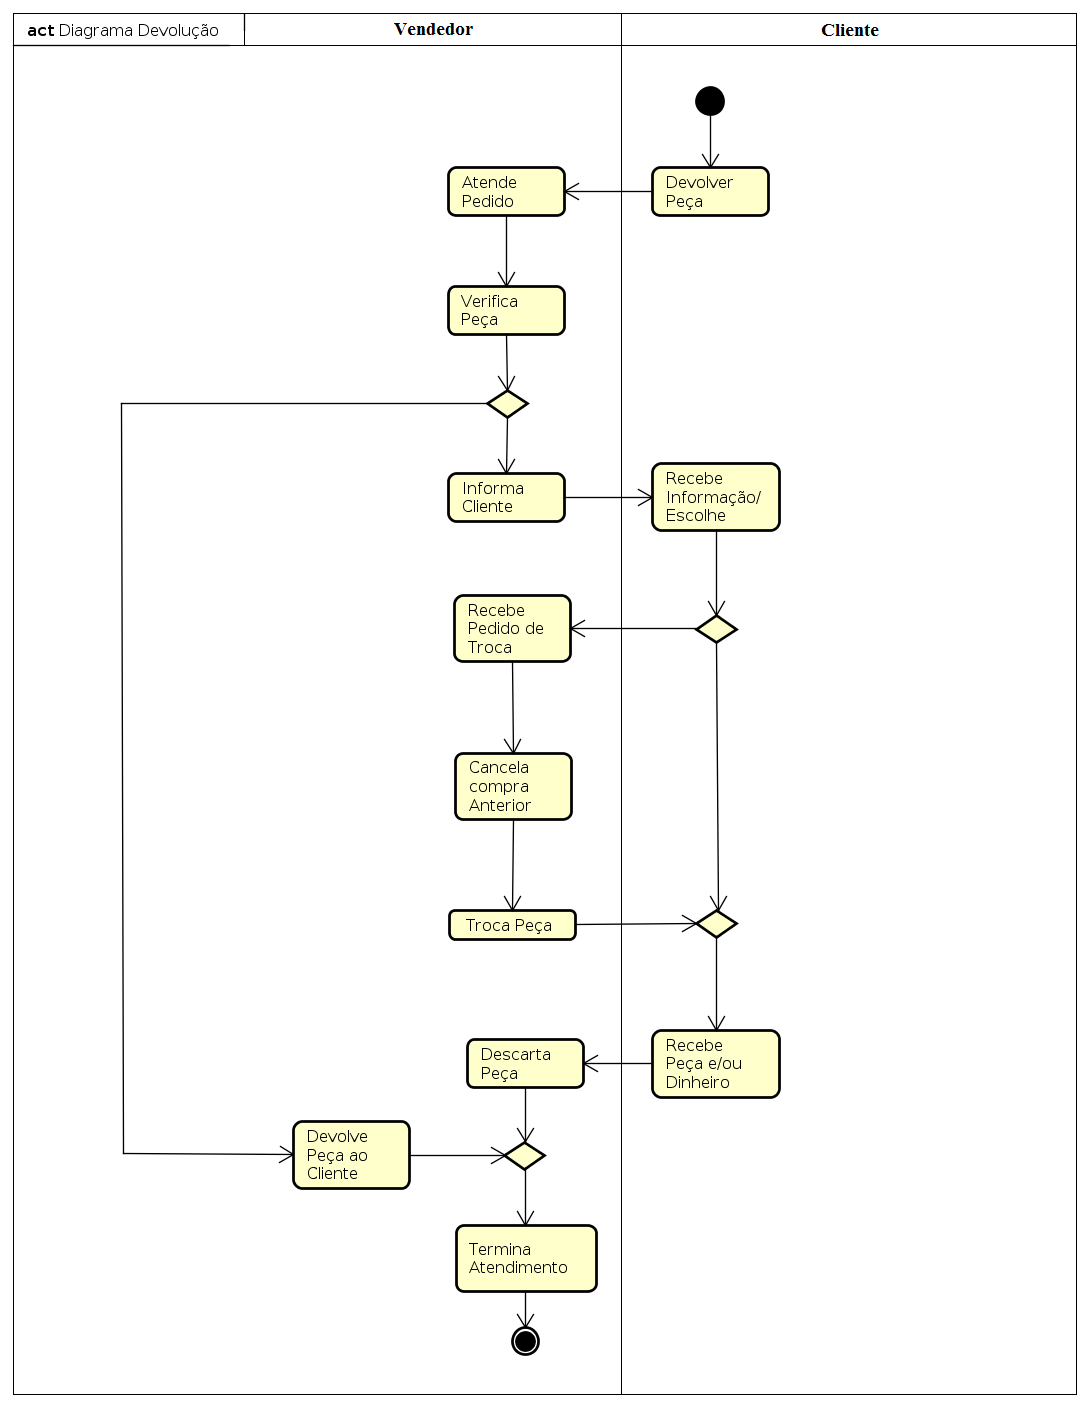 act Diagrama Devolução
Vendedor
Cliente
Atende
Pedido
Devolver
Peça
Verifica
Peça
Informa
Cliente
Recebe
Informação/
Escolhe
Recebe
Pedido de
Troca
Cancela
compra
Anterior
Troca Peça
Recebe
Peça e/ou
Dinheiro
Descarta
Peça
Devolve
Peça ao
Cliente
Termina
Atendimento